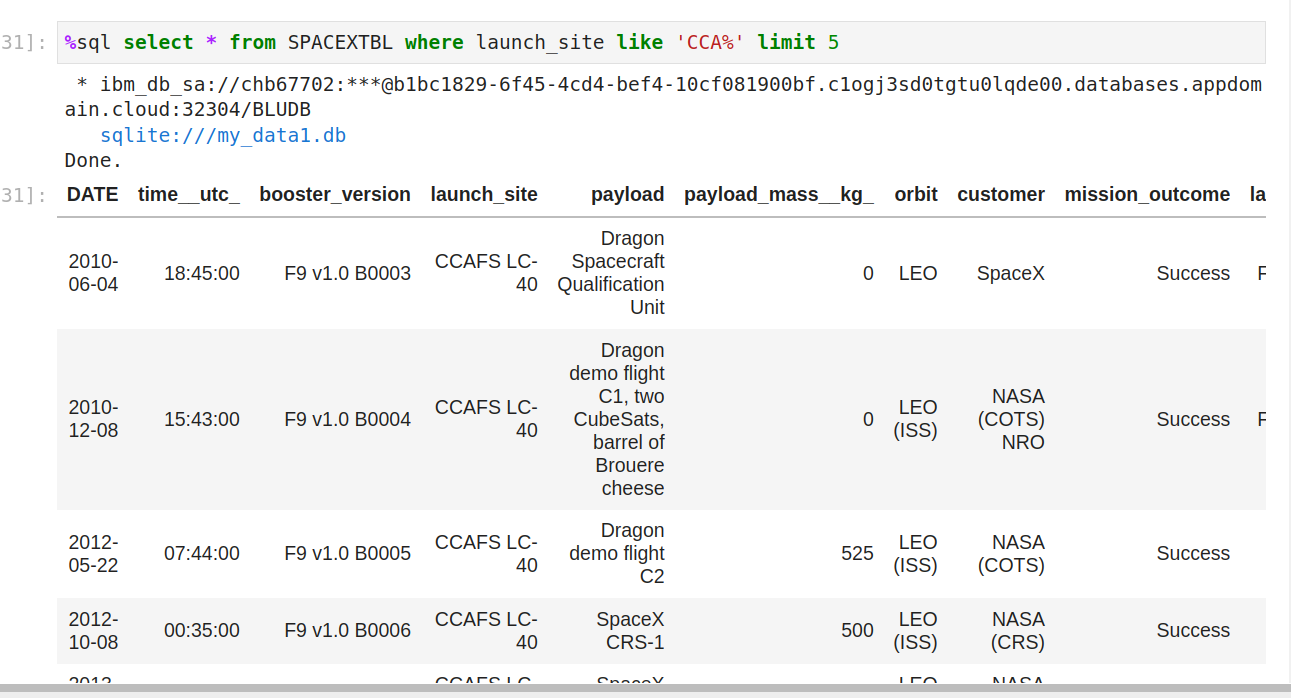 31]: %sql select * from SPACEXTBL where launch_site like 'CCA%' limit 5
* ibm_db_sa://chb67702:***@b1bc1829-6f45-4cd4-bef4-10cf081900bf.c1ogj3sd0tgtu0lqde00.databases.appdom
ain.cloud:32304/BLUDB
sqlite:///my_data1.db
Done.
31]: DATE time__utc_ booster_version launch_site payload payload_mass__kg_ orbit customer mission_outcome la
Dragon
2010- CCAFS LC- Spacecraft
18:45:00 F9 v1.0 B0003 0 LEO SpaceX Success F
06-04 40 Qualification
Unit
Dragon
demo flight
C1, two NASA
2010- CCAFS LC- CubeSats, LEO (COTS)
15:43:00 F9 v1.0 B0004 0 Success F
12-08 40 barrel of (ISS) NRO
Brouere
cheese
Dragon
2012- CCAFS LC- LEO NASA
07:44:00 F9 v1.0 B0005 demo flight 525 Success
05-22 40 C2 (ISS) (COTS)
2012- CCAFS LC- SpaceX LEO NASA
00:35:00 F9 v1.0 B0006 500 Success
10-08 40 CRS-1 (ISS) (CRS)
2013- CCAFS LC- SpaceX LEO NASA